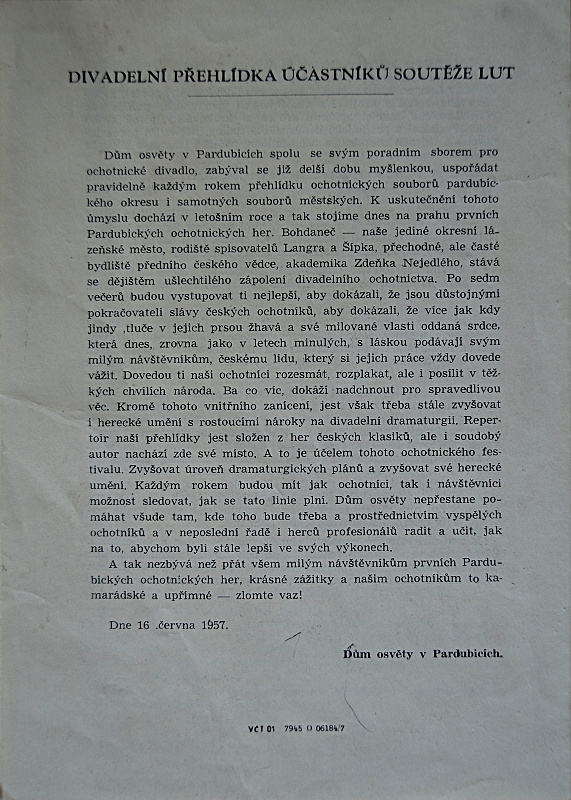 DIVADELNÍ PŘEHLÍDKA ÚČASTNÍKŮ SOUTĚŽE LUT
Dům osvěty v Pardubicích spolu se svým poradním sborem pro
ochotnické divadlo, zabýval se již delší dobu myšlenkou, uspořádat
pravidelně každým rokem přehlídku ochotnických souborů pardubic-
kého okresu i samotných souborů městských. K uskutečnění tohoto
úmyslu dochází v letošním roce a tak stojíme dnes na prahu prvních
Pardubických ochotnických her. Bohdaneč — naše jediné okresní lá-
zeňské město, rodiště spisovatelů Langra a Šípka, přechodné, ale časté
bydliště předního českého vědce, akademika Zdeňka Nejedlého, stává
se dějištěm ušlechtilého zápolení divadelního ochotnictva. Po sedm
večerů budou vystupovat ti nejlepší, aby dokázali, že jsou důstojnými
pokračovateli slávy českých ochotníků, aby dokázali, že více jak kdy
jindy ,tluče v jejich prsou žhavá a své milované vlasti oddaná srdce,
která dnes, zrovna jako v letech minulých, s láskou podávají svým
milým návštěvníkům, českému lidu, který si jejich práce vždy dovede
vážit. Dovedou ti naši ochotníci rozesmát, rozplakat, ale i posílit v těž-
kých chvílích národa. Ba co víc, dokáží nadchnout pro spravedlivou
věc. Kromě tohoto vnitřního zanícení, jest však třeba stále zvyšovat
i herecké umění s rostoucími nároky na divadelní dramaturgii. Reper-
toir naší přehlídky jest složen z her českých klasiků, ale i soudobý
autor nachází zde své místo. A to je účelem tohoto ochotnického fes-
tivalu. Zvyšovat úroveň dramaturgických plánů a zvyšovat své herecké
umění. Každým rokem budou mít jak ochotníci, tak i návštěvníci
možnost sledovat, jak se tato linie plní. Dům osvěty nepřestane po-
máhat všude tam, kde toho bude třeba a prostřednictvím vyspělých
ochotníků a v neposlední řadě i herců profesionálů radit a učit, jak
na to, abychom byli stále lepší ve svých výkonech.
A tak nezbývá než přát všem milým návštěvníkům prvních Pardu-
bických ochotnických her, krásné zážitky a našim ochotníkům to ka-
marádské a upřímné — zlomte vaz!
Dne 16 .června 1957.
Dům osvěty v Pardubicích.
VČT 01 7945 O 06184/7